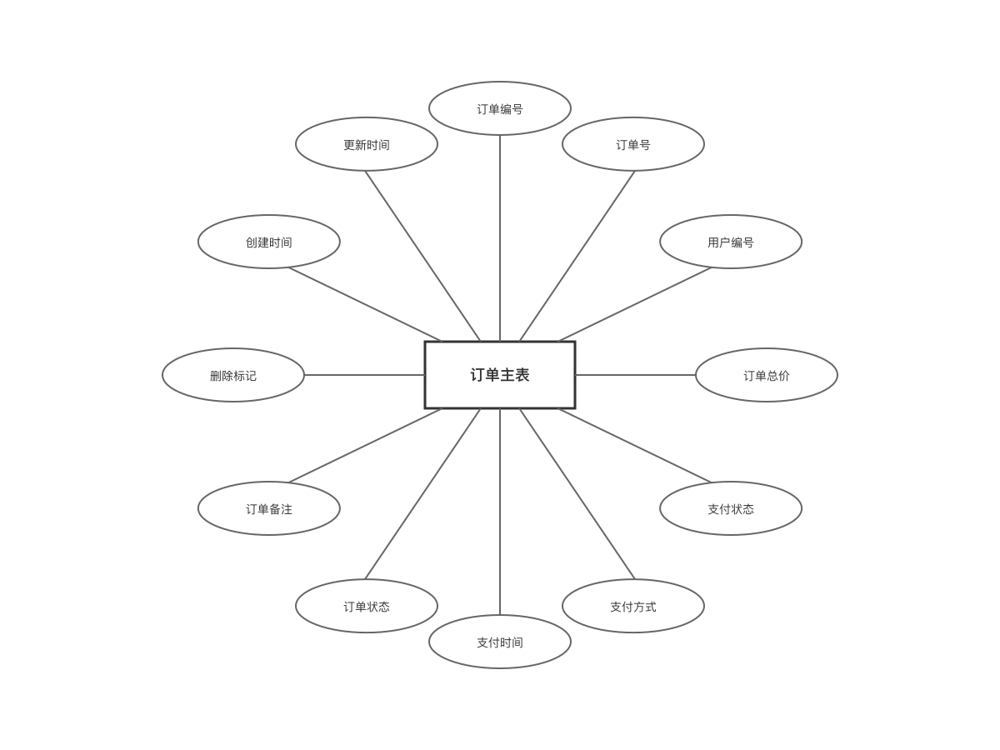 订单编号
更新时间
订单号
创建时间
用户编号
删除标记
订单主表
订单总价
订单备注
支付状态
订单状态
支付方式
支付时间